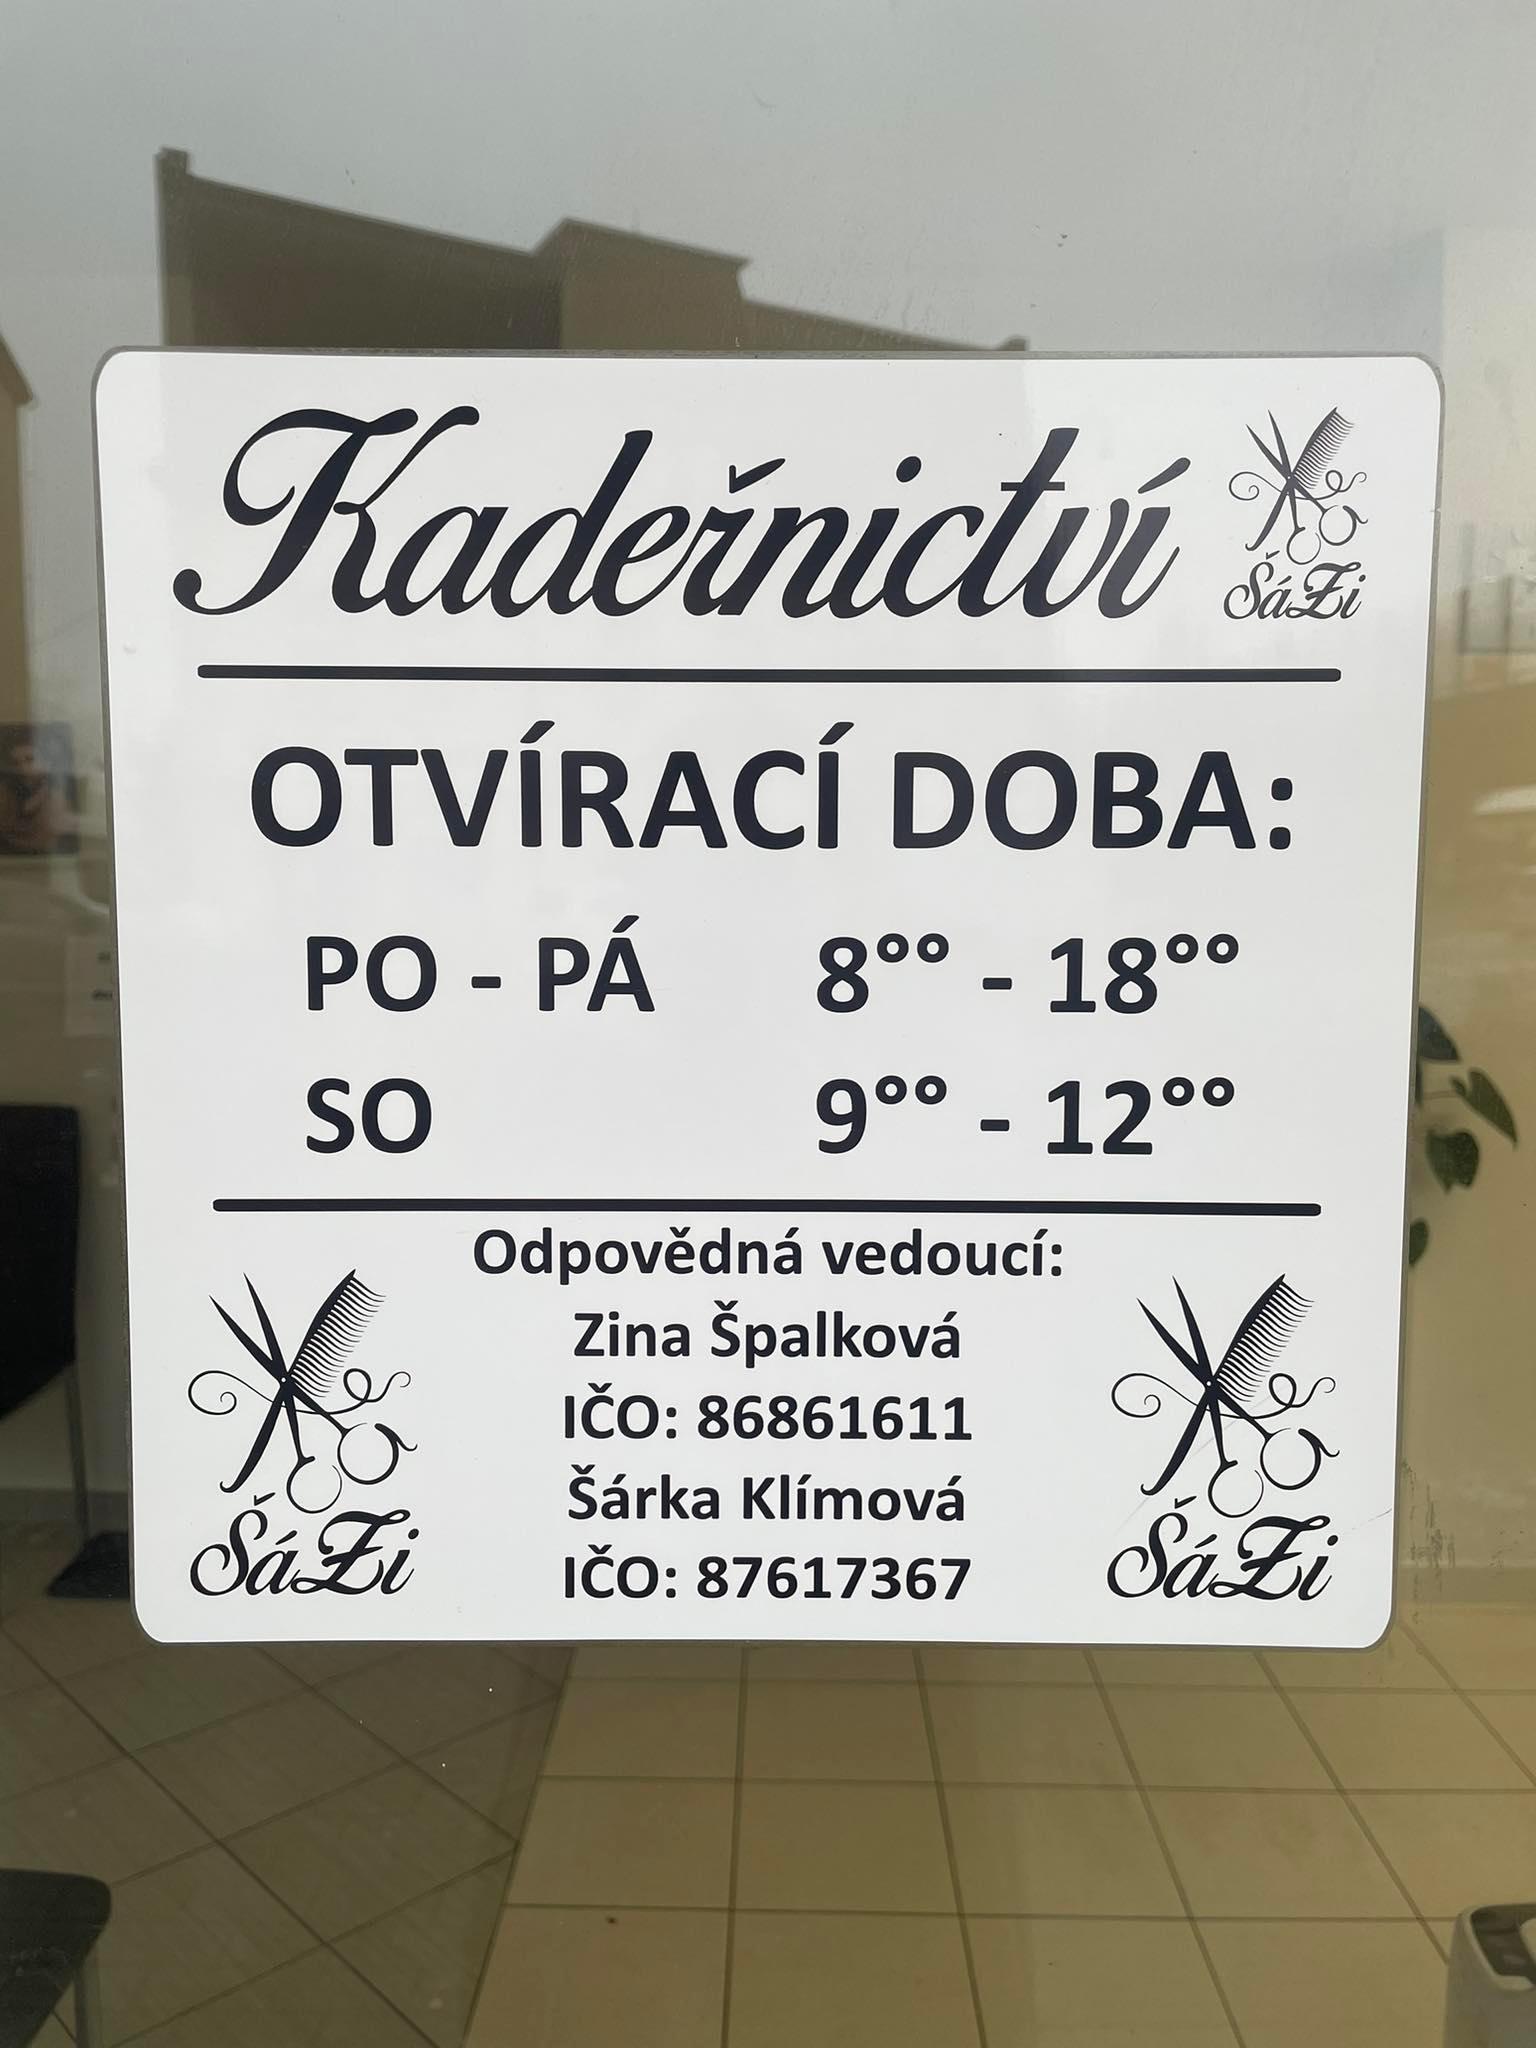 Kadeřnictví
ŠáZi
OTVÍRACÍ DOBA:
PO - PÁ 8°° - 18°°
SO 9°° - 12°°
Odpovědná vedoucí:
Zina Špalková
IČO: 86861611
Šárka Klímová
IČO: 87617367
ŠáZi
ŠáZi